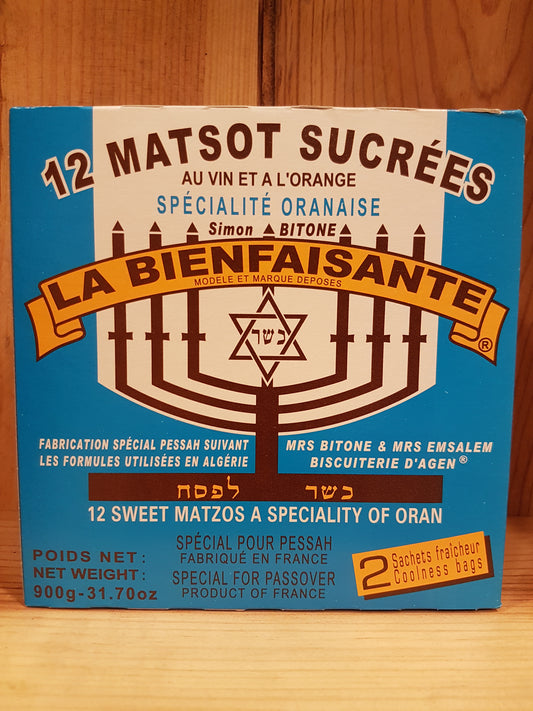 12 MATSOT SUCRÉES
AU VIN ET A L'ORANGE
SPÉCIALITÉ ORANAISE
Simon BITONE
LA BIENFAISANTE
MODELE ET MARQUE DEPOSES
®
כשר
FABRICATION SPÉCIAL PESSAH SUIVANT
LES FORMULES UTILISÉES EN ALGÉRIE
MRS BITONE & MRS EMSALEM
BISCUITERIE D'AGEN®
כשר לפסח
12 SWEET MATZOS A SPECIALITY OF ORAN
POIDS NET :
NET WEIGHT :
900g-31.70oz
SPÉCIAL POUR PESSAH
FABRIQUÉ EN FRANCE
SPECIAL FOR PASSOVER
PRODUCT OF FRANCE
2 Sachets fraîcheur
Coolness bags